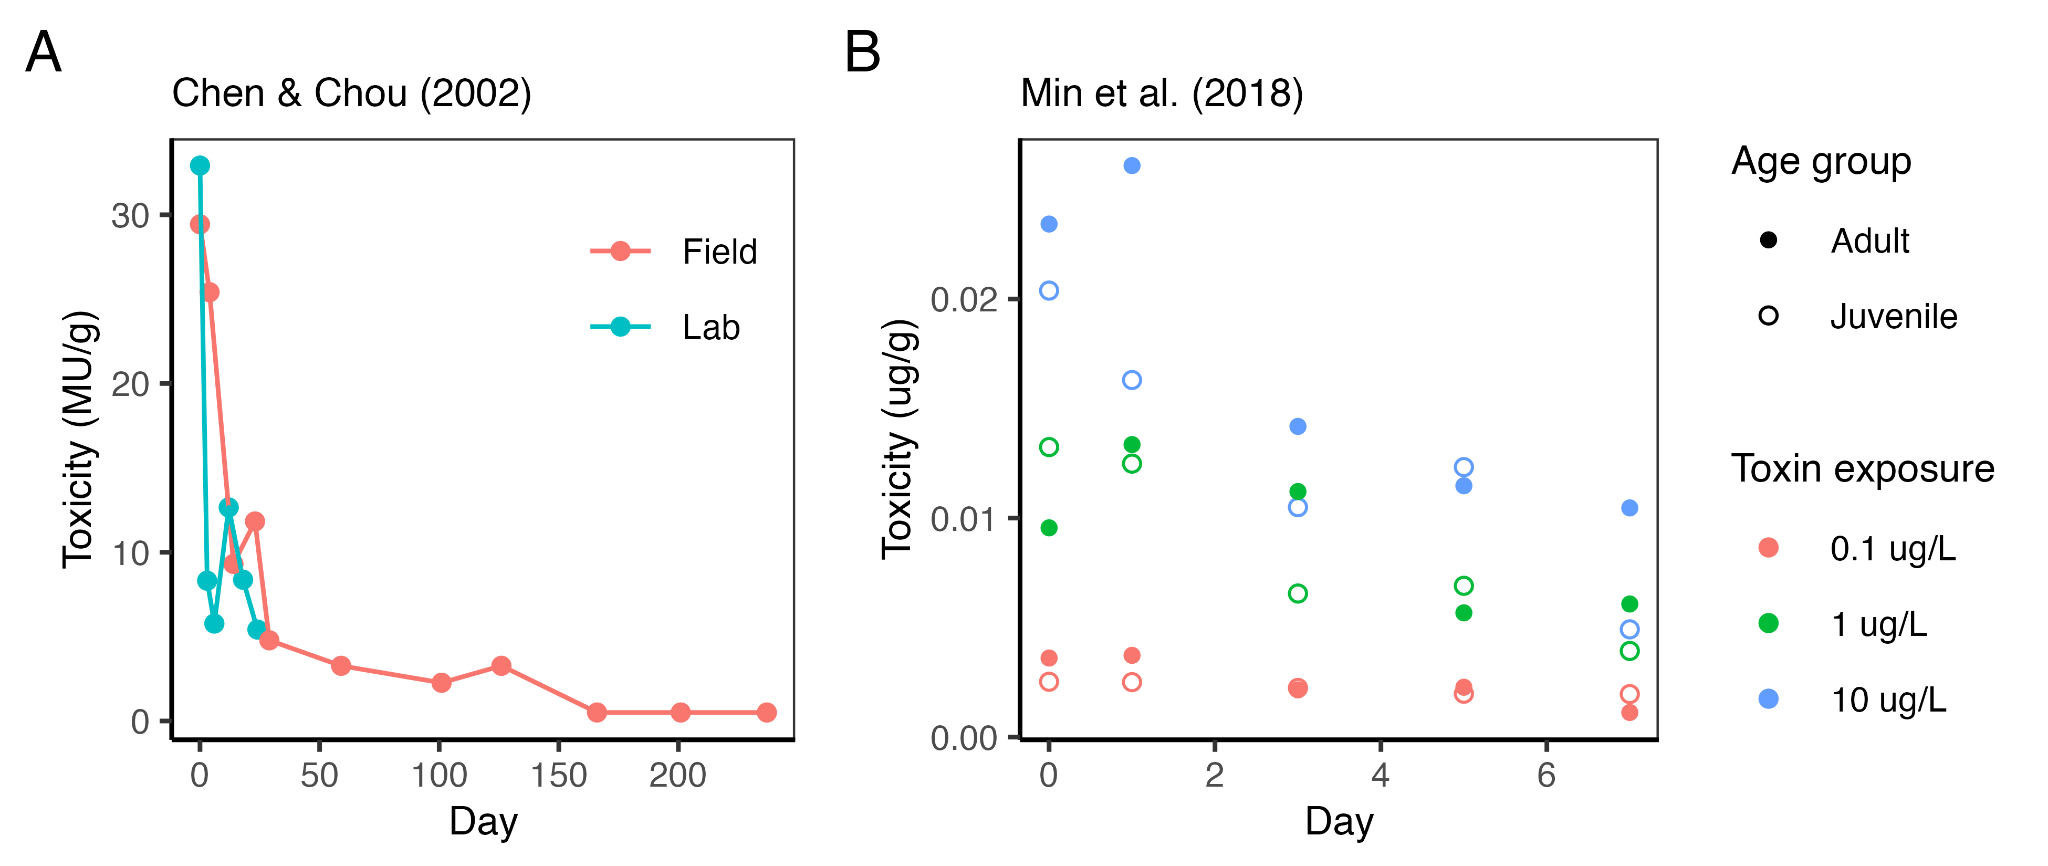 A
Chen & Chou (2002)
Toxicity (MU/g)
30
20
10
0
Field
Lab
0 50 100 150 200
Day
B
Min et al. (2018)
Toxicity (ug/g)
0.02
0.01
0.00
0 2 4 6
Day
Age group
Adult
Juvenile
Toxin exposure
0.1 ug/L
1 ug/L
10 ug/L